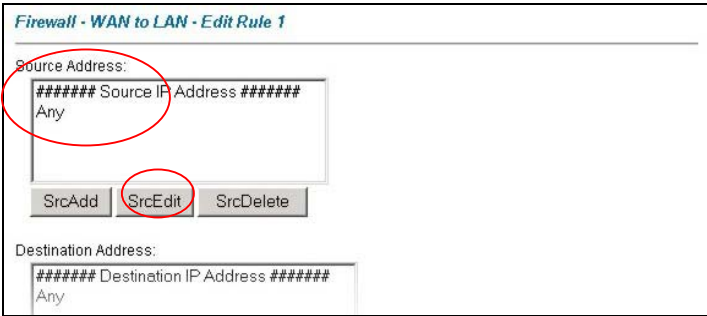 Firewall - WAN to LAN - Edit Rule 1
Source Address:
####### Source IP Address #######
Any
SrcAdd SrcEdit SrcDelete
Destination Address:
####### Destination IP Address #######
Any